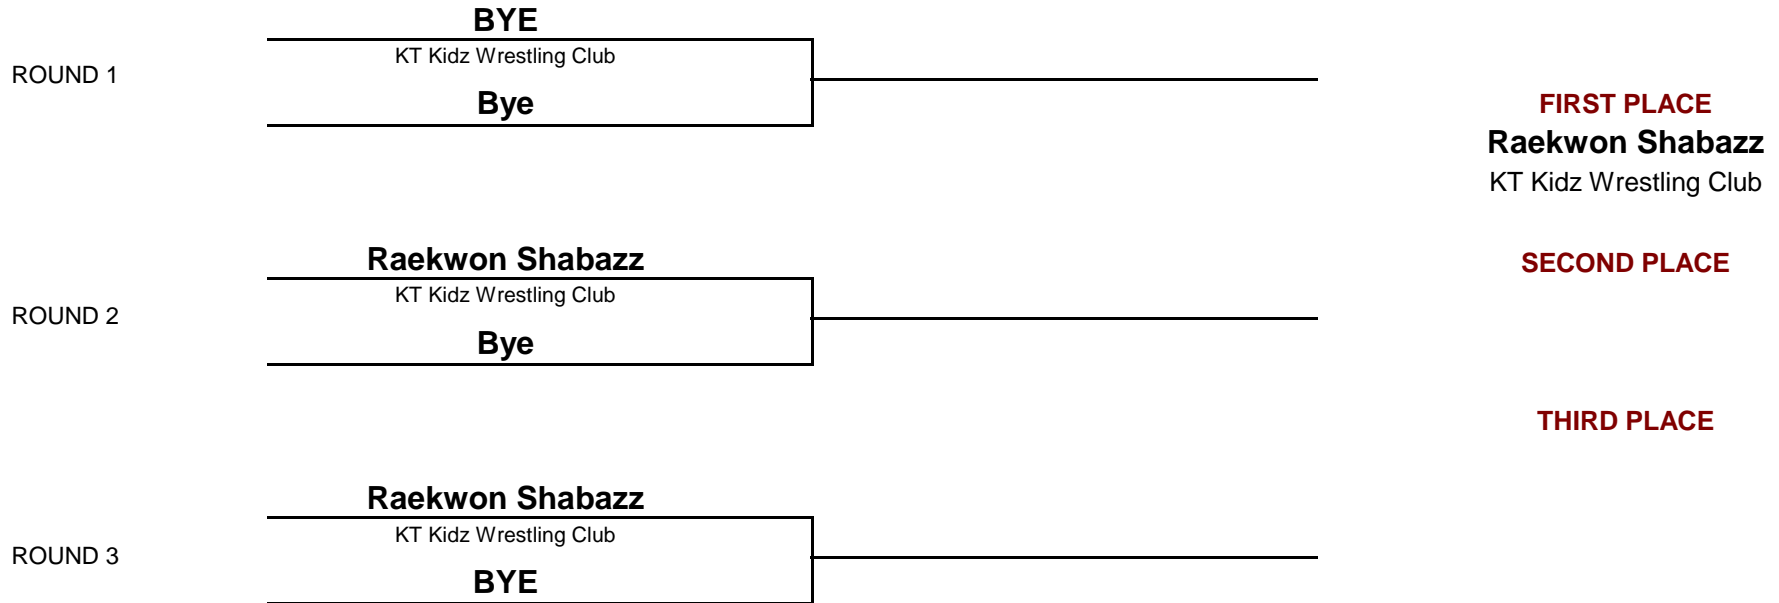 BYE
KT Kidz Wrestling Club
ROUND 1
Bye
FIRST PLACE
Raekwon Shabazz
KT Kidz Wrestling Club
Raekwon Shabazz
SECOND PLACE
KT Kidz Wrestling Club
ROUND 2
Bye
THIRD PLACE
Raekwon Shabazz
KT Kidz Wrestling Club
ROUND 3
BYE